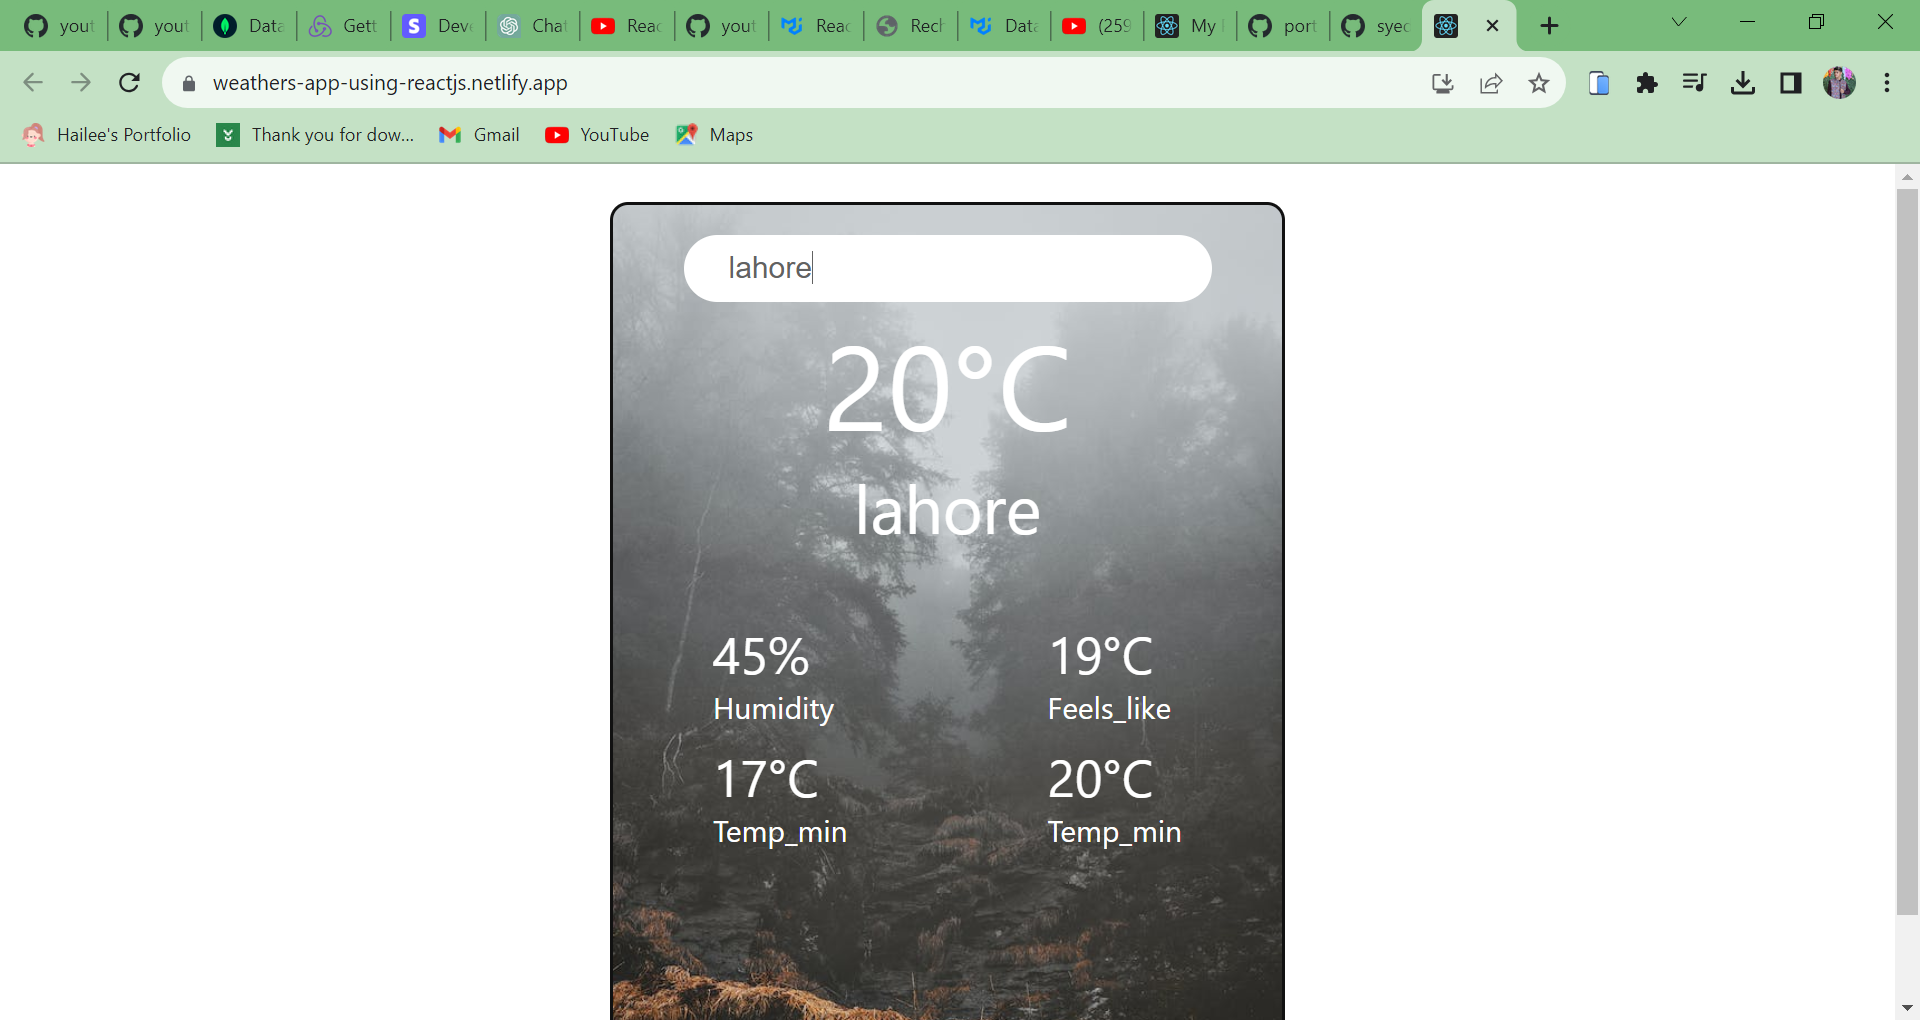 yout yout Data Gett Deve Chat Reac yout Reac Rech Data (259 My port syed
weathers-app-using-reactjs.netlify.app
Hailee's Portfolio Thank you for dow... Gmail YouTube Maps
lahore
20°C
lahore
45% 19°C
Humidity Feels_like
17°C 20°C
Temp_min Temp_min